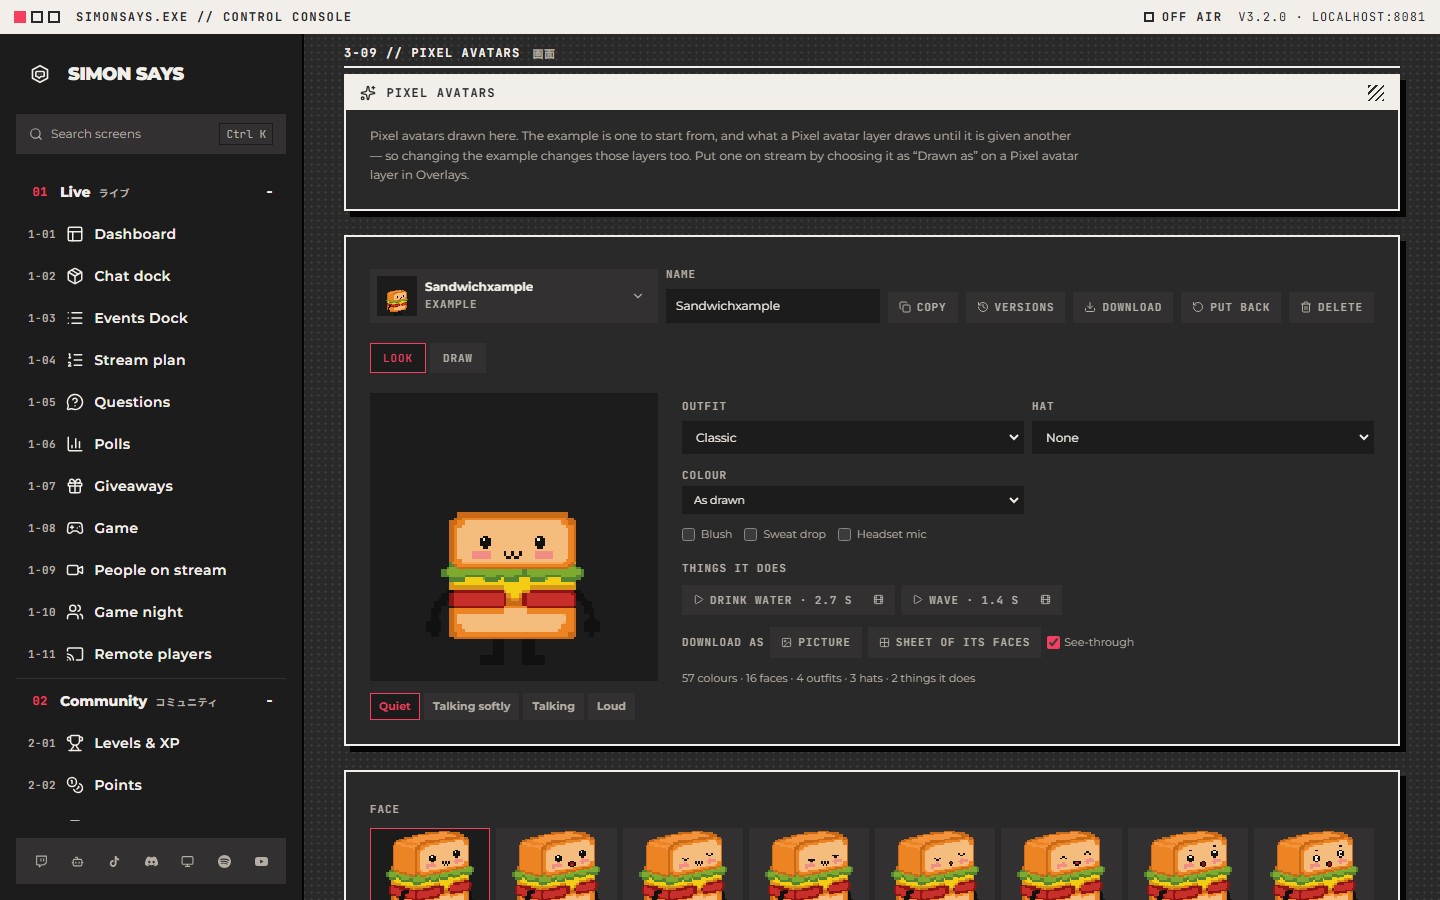 SIMONSAYS.EXE // CONTROL CONSOLE
OFF AIR V3.2.0 · LOCALHOST:8081
SIMON SAYS
Search screens Ctrl K
01 Live ライブ -
1-01 Dashboard
1-02 Chat dock
1-03 Events Dock
1-04 Stream plan
1-05 Questions
1-06 Polls
1-07 Giveaways
1-08 Game
1-09 People on stream
1-10 Game night
1-11 Remote players
02 Community コミュニティ -
2-01 Levels & XP
2-02 Points
3-09 // PIXEL AVATARS 画面
PIXEL AVATARS
Pixel avatars drawn here. The example is one to start from, and what a Pixel avatar layer draws until it is given another
— so changing the example changes those layers too. Put one on stream by choosing it as “Drawn as” on a Pixel avatar
layer in Overlays.
Sandwichxample
EXAMPLE
NAME
Sandwichxample
COPY VERSIONS DOWNLOAD PUT BACK DELETE
LOOK DRAW
OUTFIT HAT
Classic None
COLOUR
As drawn
Blush Sweat drop Headset mic
THINGS IT DOES
DRINK WATER · 2.7 S WAVE · 1.4 S
DOWNLOAD AS PICTURE SHEET OF ITS FACES See-through
57 colours · 16 faces · 4 outfits · 3 hats · 2 things it does
Quiet Talking softly Talking Loud
FACE